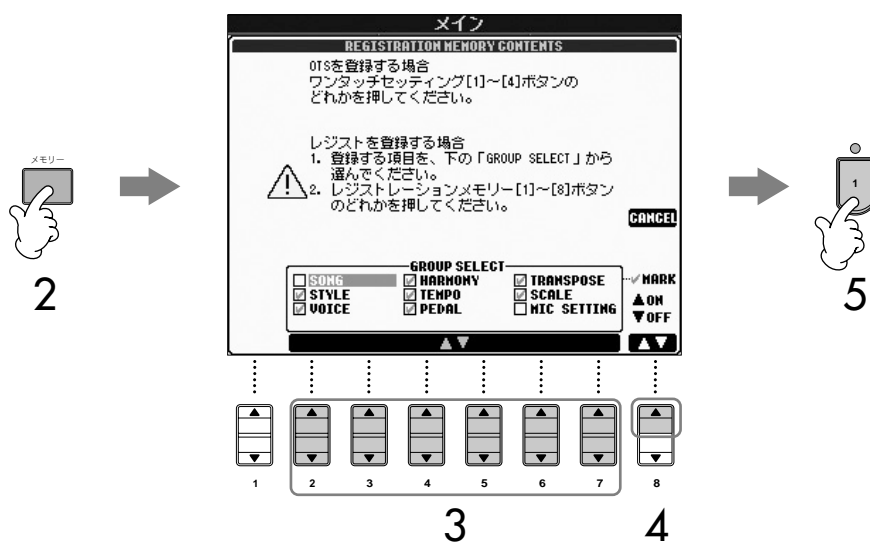 メイン
REGISTRATION MEMORY CONTENTS
OTSを登録する場合
ワンタッチセッティング[1]～[4]ボタンの
どれかを押してください。
レジストを登録する場合
1. 登録する項目を、下の「GROUP SELECT」から
選んでください。
2. レジストレーションメモリー[1]～[8]ボタン
のどれかを押してください。
CANCEL
GROUP SELECT
SONG HARMONY TRANSPOSE
STYLE TEMPO SCALE
VOICE PEDAL MIC SETTING
MARK
▲ON
▼OFF
▲▼ ▲▼
メモリー
2
1
5
1 2 3 4 5 6 7 8
3 4